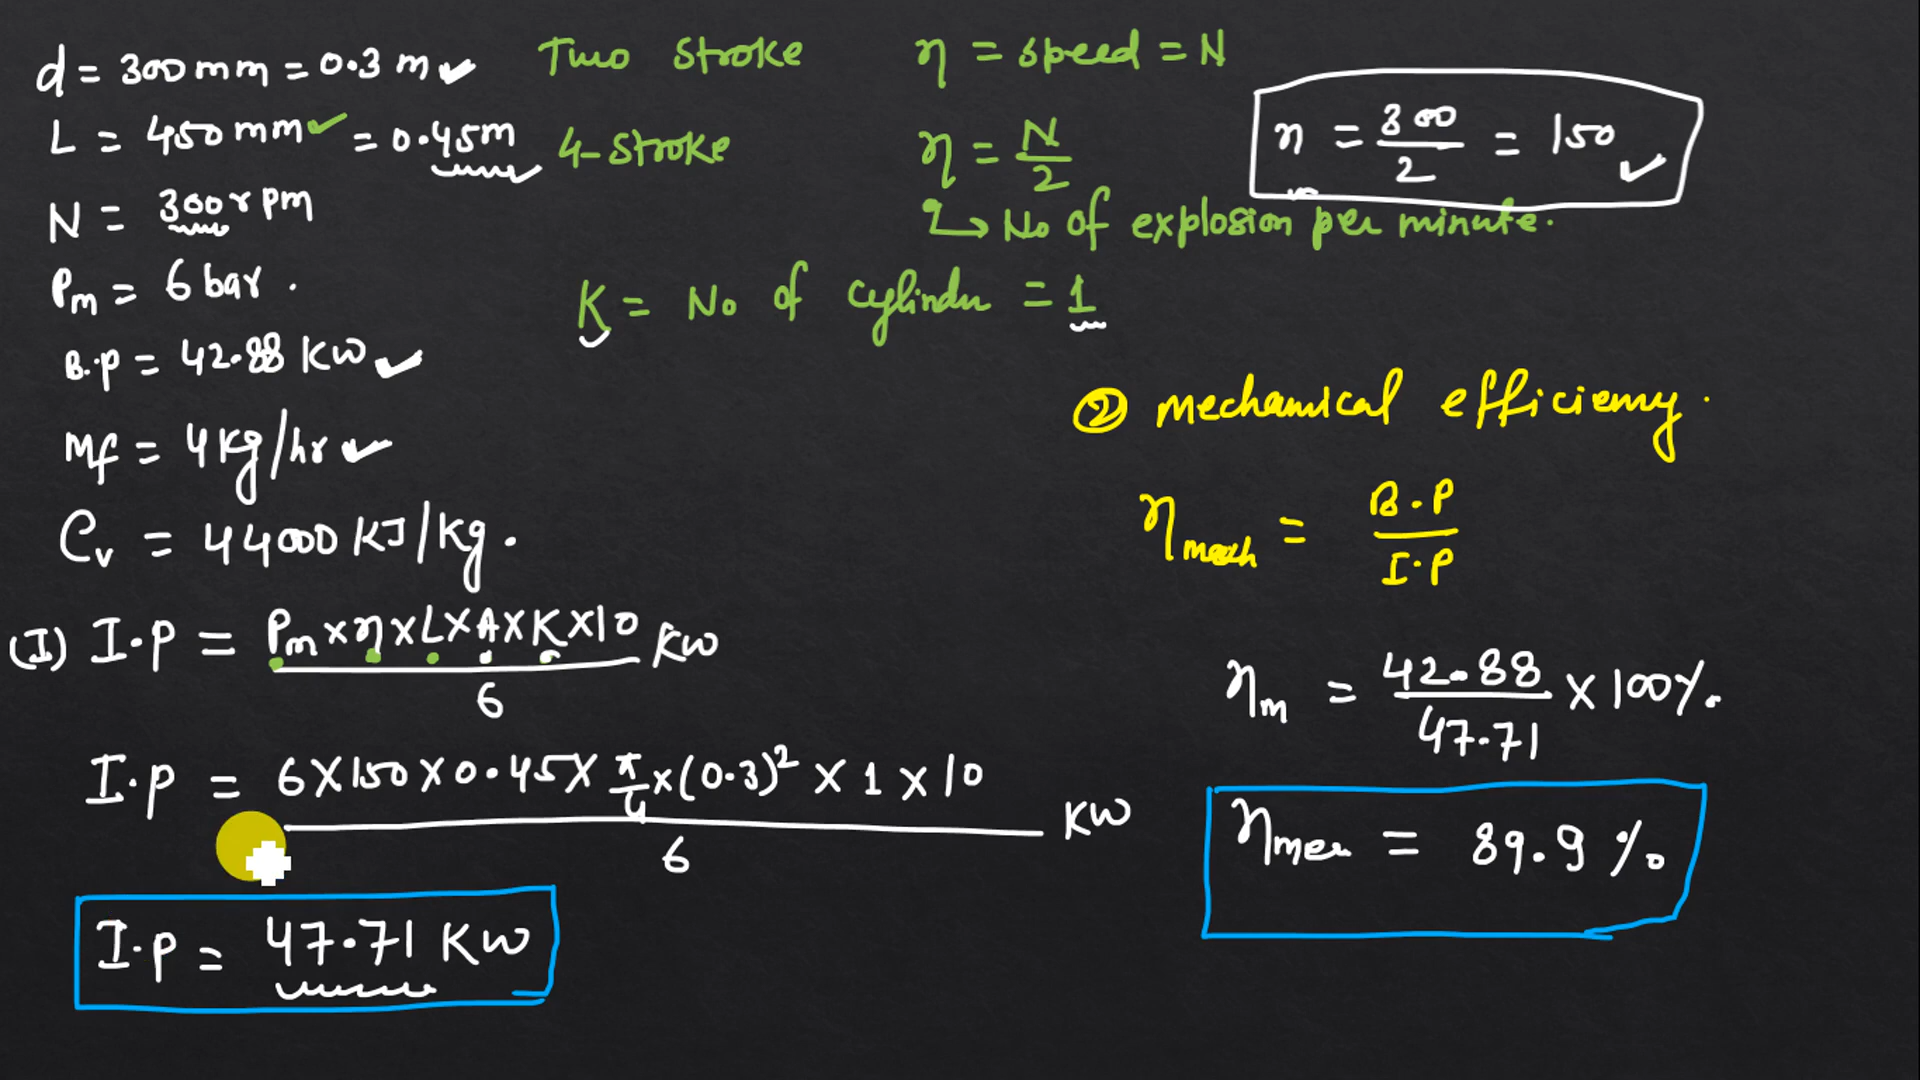 d = 300 mm = 0.3 m ✓
L = 450 mm ✓ = 0.45m
N = 300 rpm
Pm = 6 bar .
B.P = 42.88 KW ✓
mf = 4 kg/hr ✓
Cv = 44000 KJ/kg .
Two Stroke η = speed = N
4-Stroke η = N/2
↳ No of explosion per minute.
n = 300/2 = 150 ✓
K = No of cylinder = 1
(I) I.P = Pm×η×L×A×K×10 / 6 KW
I.P = 6×150×0.45×π/4×(0.3)²×1×10 / 6 KW
I.P = 47.71 KW
② mechanical efficiency.
ηmech = B.P / I.P
ηm = 42.88 / 47.71 × 100%.
= 89.9 %